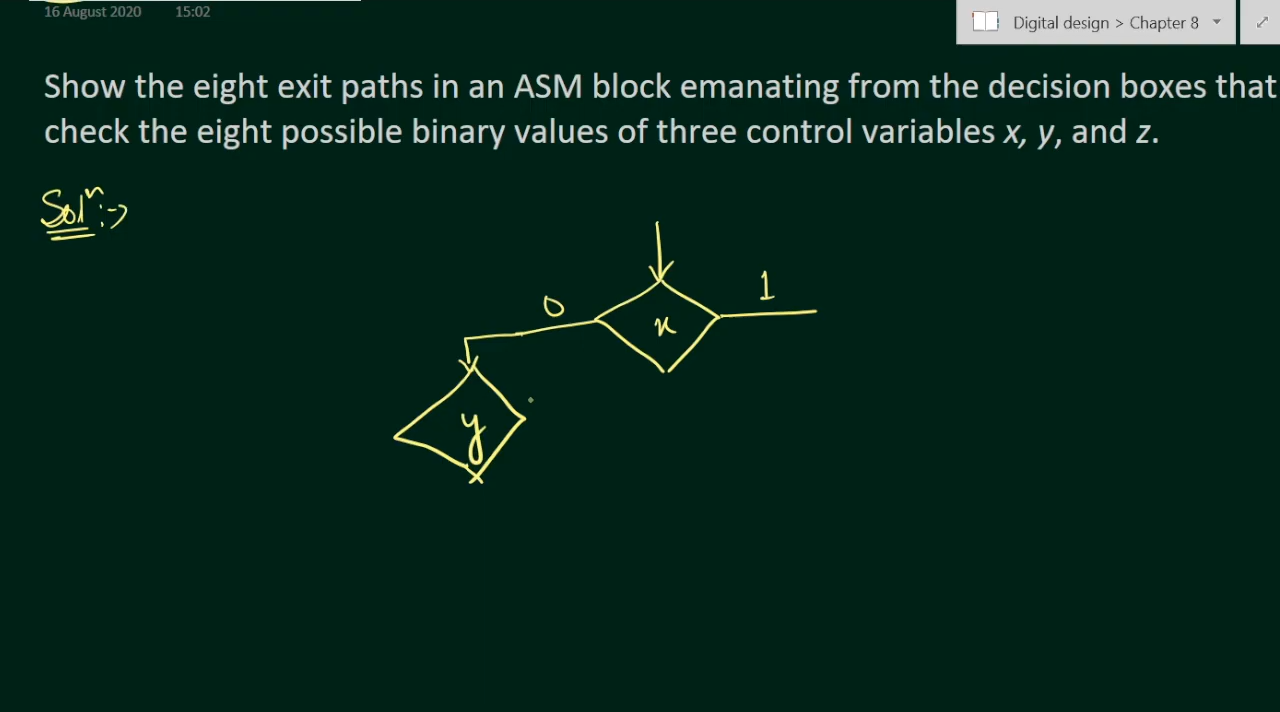 16 August 2020 15:02
Digital design > Chapter 8
Show the eight exit paths in an ASM block emanating from the decision boxes that
check the eight possible binary values of three control variables x, y, and z.
Solⁿ :->
0 1
x
y